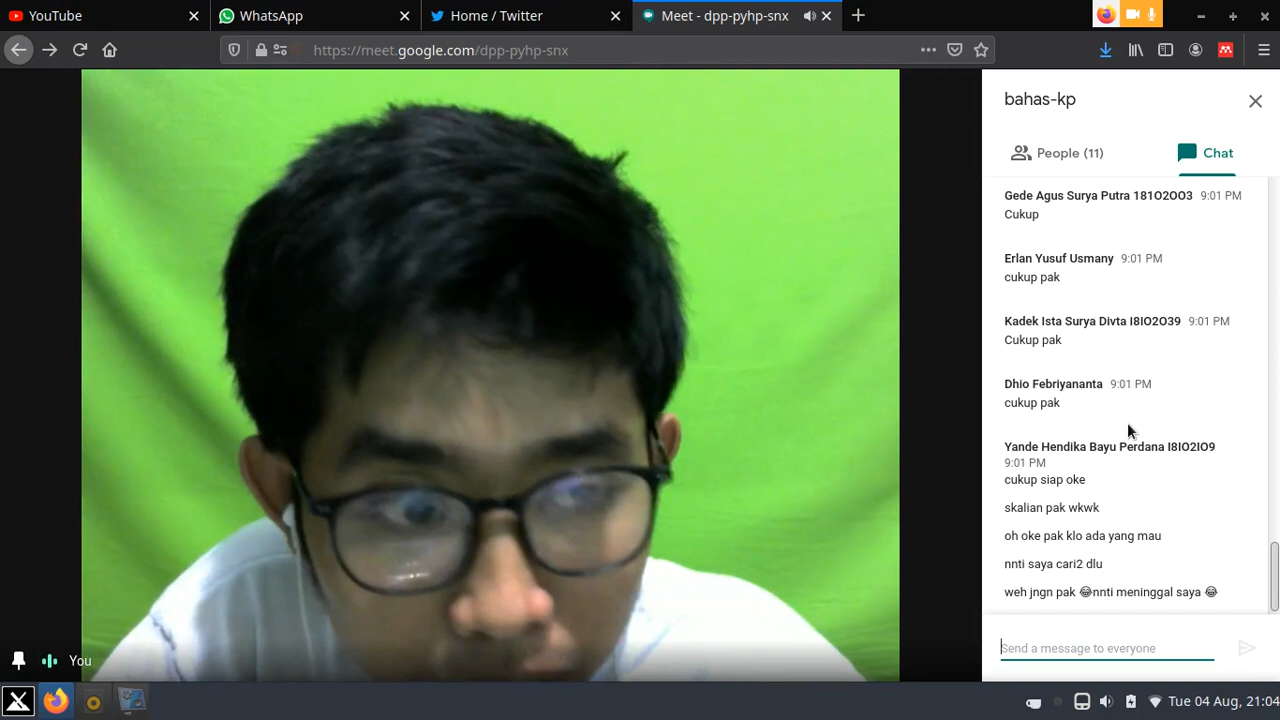 YouTube
WhatsApp
Home / Twitter
Meet - dpp-pyhp-snx
https://meet.google.com/dpp-pyhp-snx
bahas-kp
People (11)
Chat
Gede Agus Surya Putra 181O2OO3 9:01 PM
Cukup
Erlan Yusuf Usmany 9:01 PM
cukup pak
Kadek Ista Surya Divta I8IO2O39 9:01 PM
Cukup pak
Dhio Febriyananta 9:01 PM
cukup pak
Yande Hendika Bayu Perdana I8IO2IO9
9:01 PM
cukup siap oke
skalian pak wkwk
oh oke pak klo ada yang mau
nnti saya cari2 dlu
weh jngn pak 😂nnti meninggal saya 😂
Send a message to everyone
You
Tue 04 Aug, 21:04